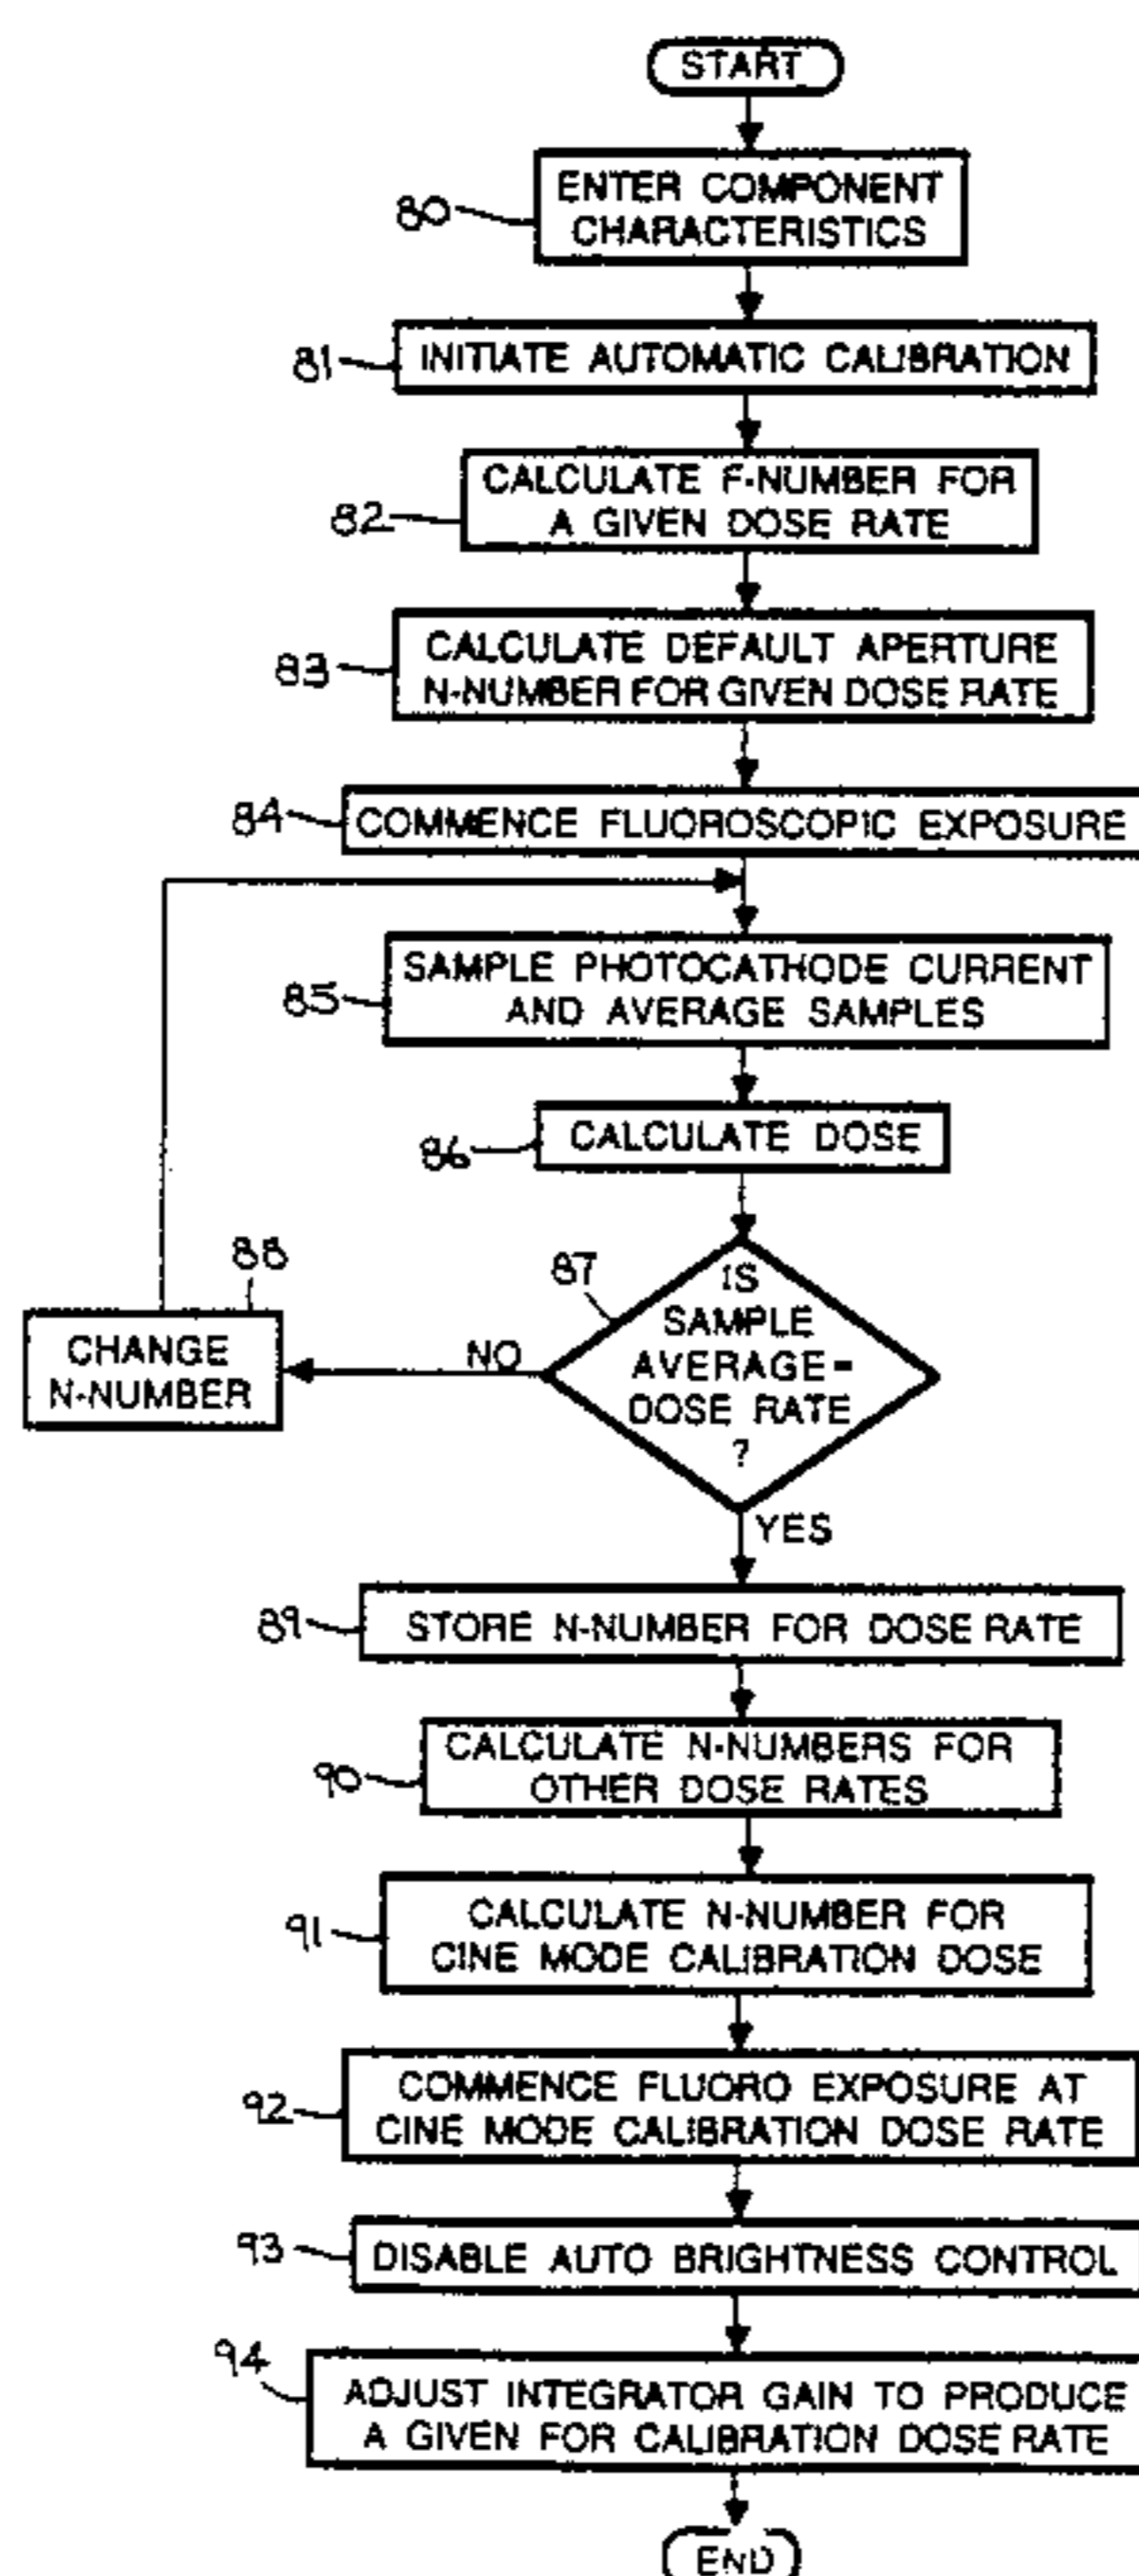 START
80
ENTER COMPONENT
CHARACTERISTICS
81
INITIATE AUTOMATIC CALIBRATION
82
CALCULATE F-NUMBER FOR
A GIVEN DOSE RATE
83
CALCULATE DEFAULT APERTURE
N-NUMBER FOR GIVEN DOSE RATE
84
COMMENCE FLUOROSCOPIC EXPOSURE
85
SAMPLE PHOTOCATHODE CURRENT
AND AVERAGE SAMPLES
86
CALCULATE DOSE
87
IS
SAMPLE
AVERAGE=
DOSE RATE
?
NO
88
CHANGE
N-NUMBER
YES
89
STORE N-NUMBER FOR DOSE RATE
90
CALCULATE N-NUMBERS FOR
OTHER DOSE RATES
91
CALCULATE N-NUMBER FOR
CINE MODE CALIBRATION DOSE
92
COMMENCE FLUORO EXPOSURE AT
CINE MODE CALIBRATION DOSE RATE
93
DISABLE AUTO BRIGHTNESS CONTROL
94
ADJUST INTEGRATOR GAIN TO PRODUCE
A GIVEN FOR CALIBRATION DOSE RATE
END